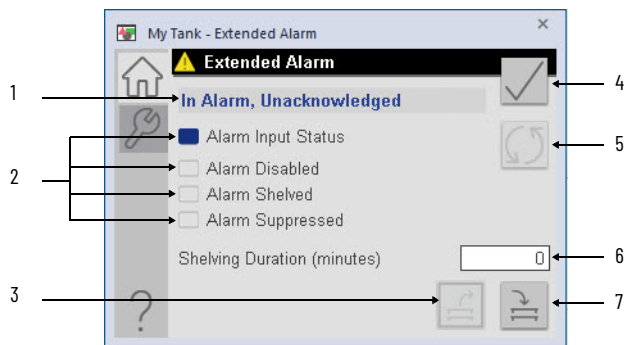 My Tank - Extended Alarm
Extended Alarm
4
1
In Alarm, Unacknowledged
Alarm Input Status
5
2
Alarm Disabled
Alarm Shelved
Alarm Suppressed
Shelving Duration (minutes)
0
6
3
7
?